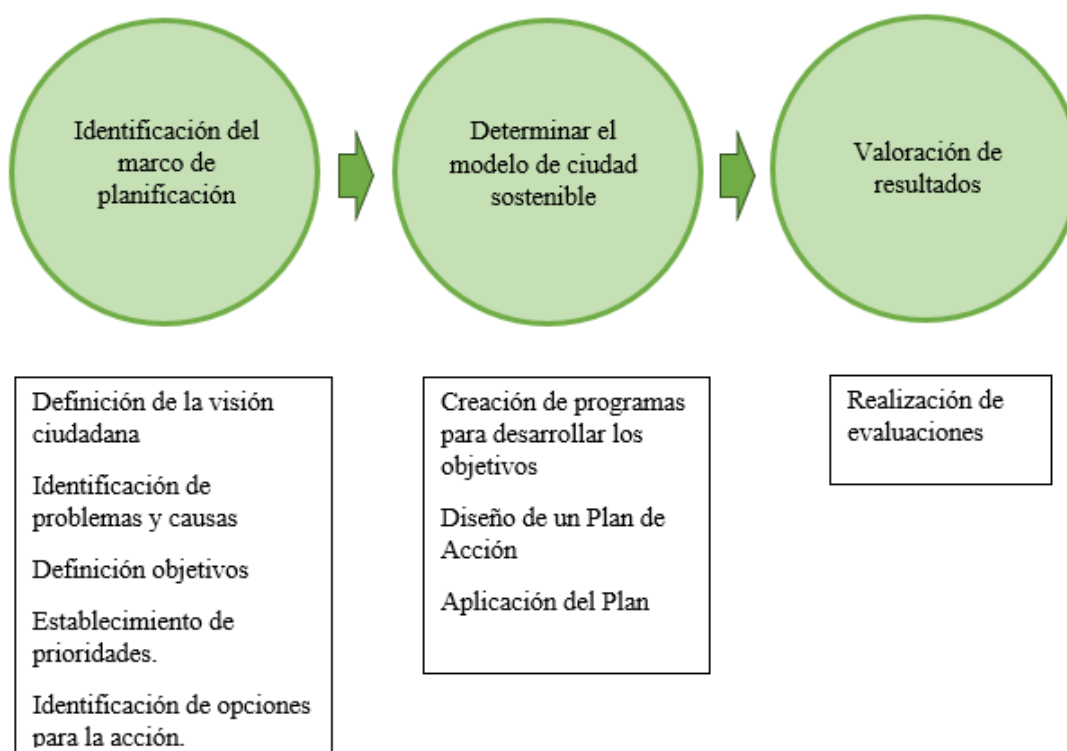 Identificación del
marco de
planificación
Determinar el
modelo de ciudad
sostenible
Valoración de
resultados
Definición de la visión
ciudadana
Identificación de
problemas y causas
Definición objetivos
Establecimiento de
prioridades.
Identificación de opciones
para la acción.
Creación de programas
para desarrollar los
objetivos
Diseño de un Plan de
Acción
Aplicación del Plan
Realización de
evaluaciones